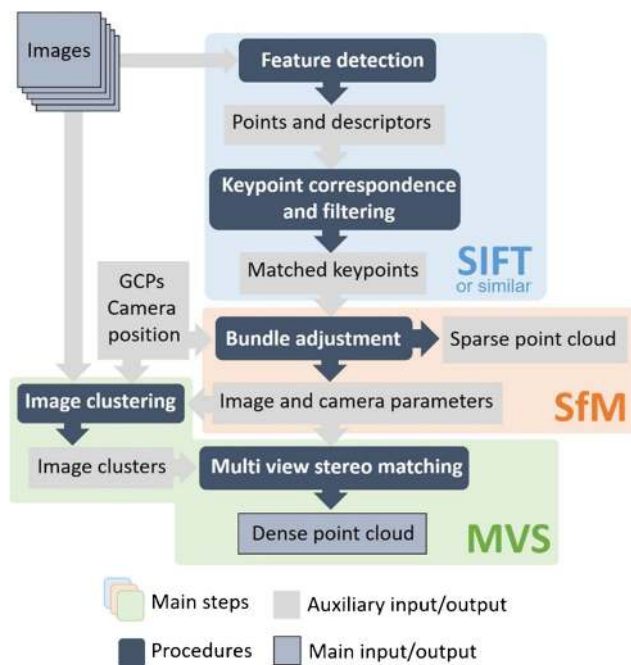 Images
Feature detection
Points and descriptors
Keypoint correspondence
and filtering
SIFT
or similar
Matched keypoints
GCPs
Camera
position
Bundle adjustment
Sparse point cloud
Image clustering
Image and camera parameters
SfM
Image clusters
Multi view stereo matching
Dense point cloud
MVS
Main steps
Auxiliary input/output
Procedures
Main input/output